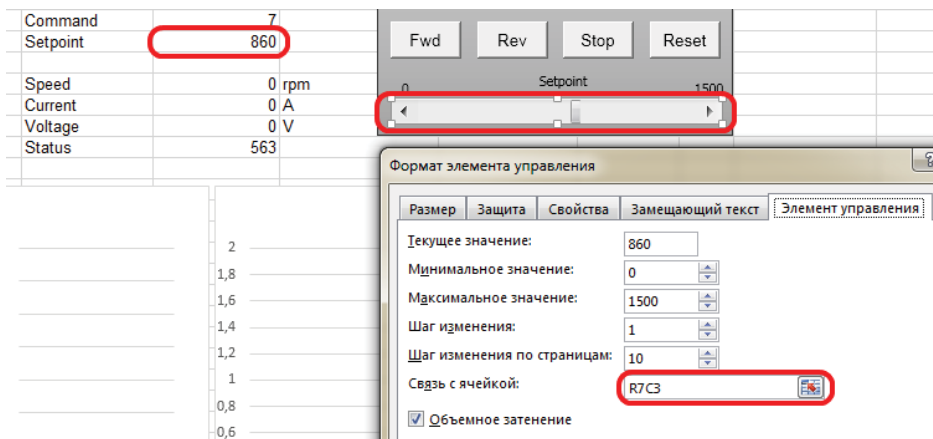 Command 7
Setpoint 860
Speed 0 rpm
Current 0 A
Voltage 0 V
Status 563
Fwd Rev Stop Reset
Setpoint
0 1500
Формат элемента управления
?
Размер Защита Свойства Замещающий текст Элемент управления
Текущее значение: 860
Минимальное значение: 0
Максимальное значение: 1500
Шаг изменения: 1
Шаг изменения по страницам: 10
Связь с ячейкой: R7C3
Объемное затенение
2
1,8
1,6
1,4
1,2
1
0,8
0,6